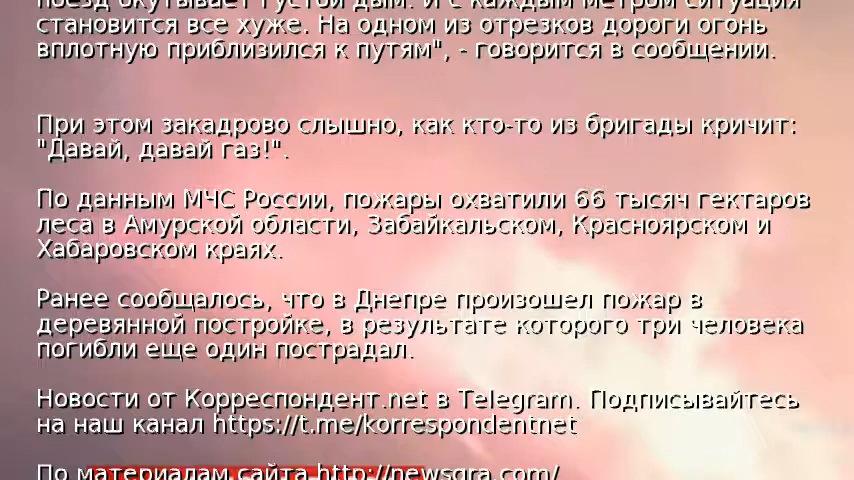 поезд окутывает густой дым. И с каждым метром ситуация
становится все хуже. На одном из отрезков дороги огонь
вплотную приблизился к путям", - говорится в сообщении.
При этом закадрово слышно, как кто-то из бригады кричит:
"Давай, давай газ!".
По данным МЧС России, пожары охватили 66 тысяч гектаров
леса в Амурской области, Забайкальском, Красноярском и
Хабаровском краях.
Ранее сообщалось, что в Днепре произошел пожар в
деревянной постройке, в результате которого три человека
погибли еще один пострадал.
Новости от Корреспондент.net в Telegram. Подписывайтесь
на наш канал https://t.me/korrespondentnet
По материалам сайта http://newsgra.com/